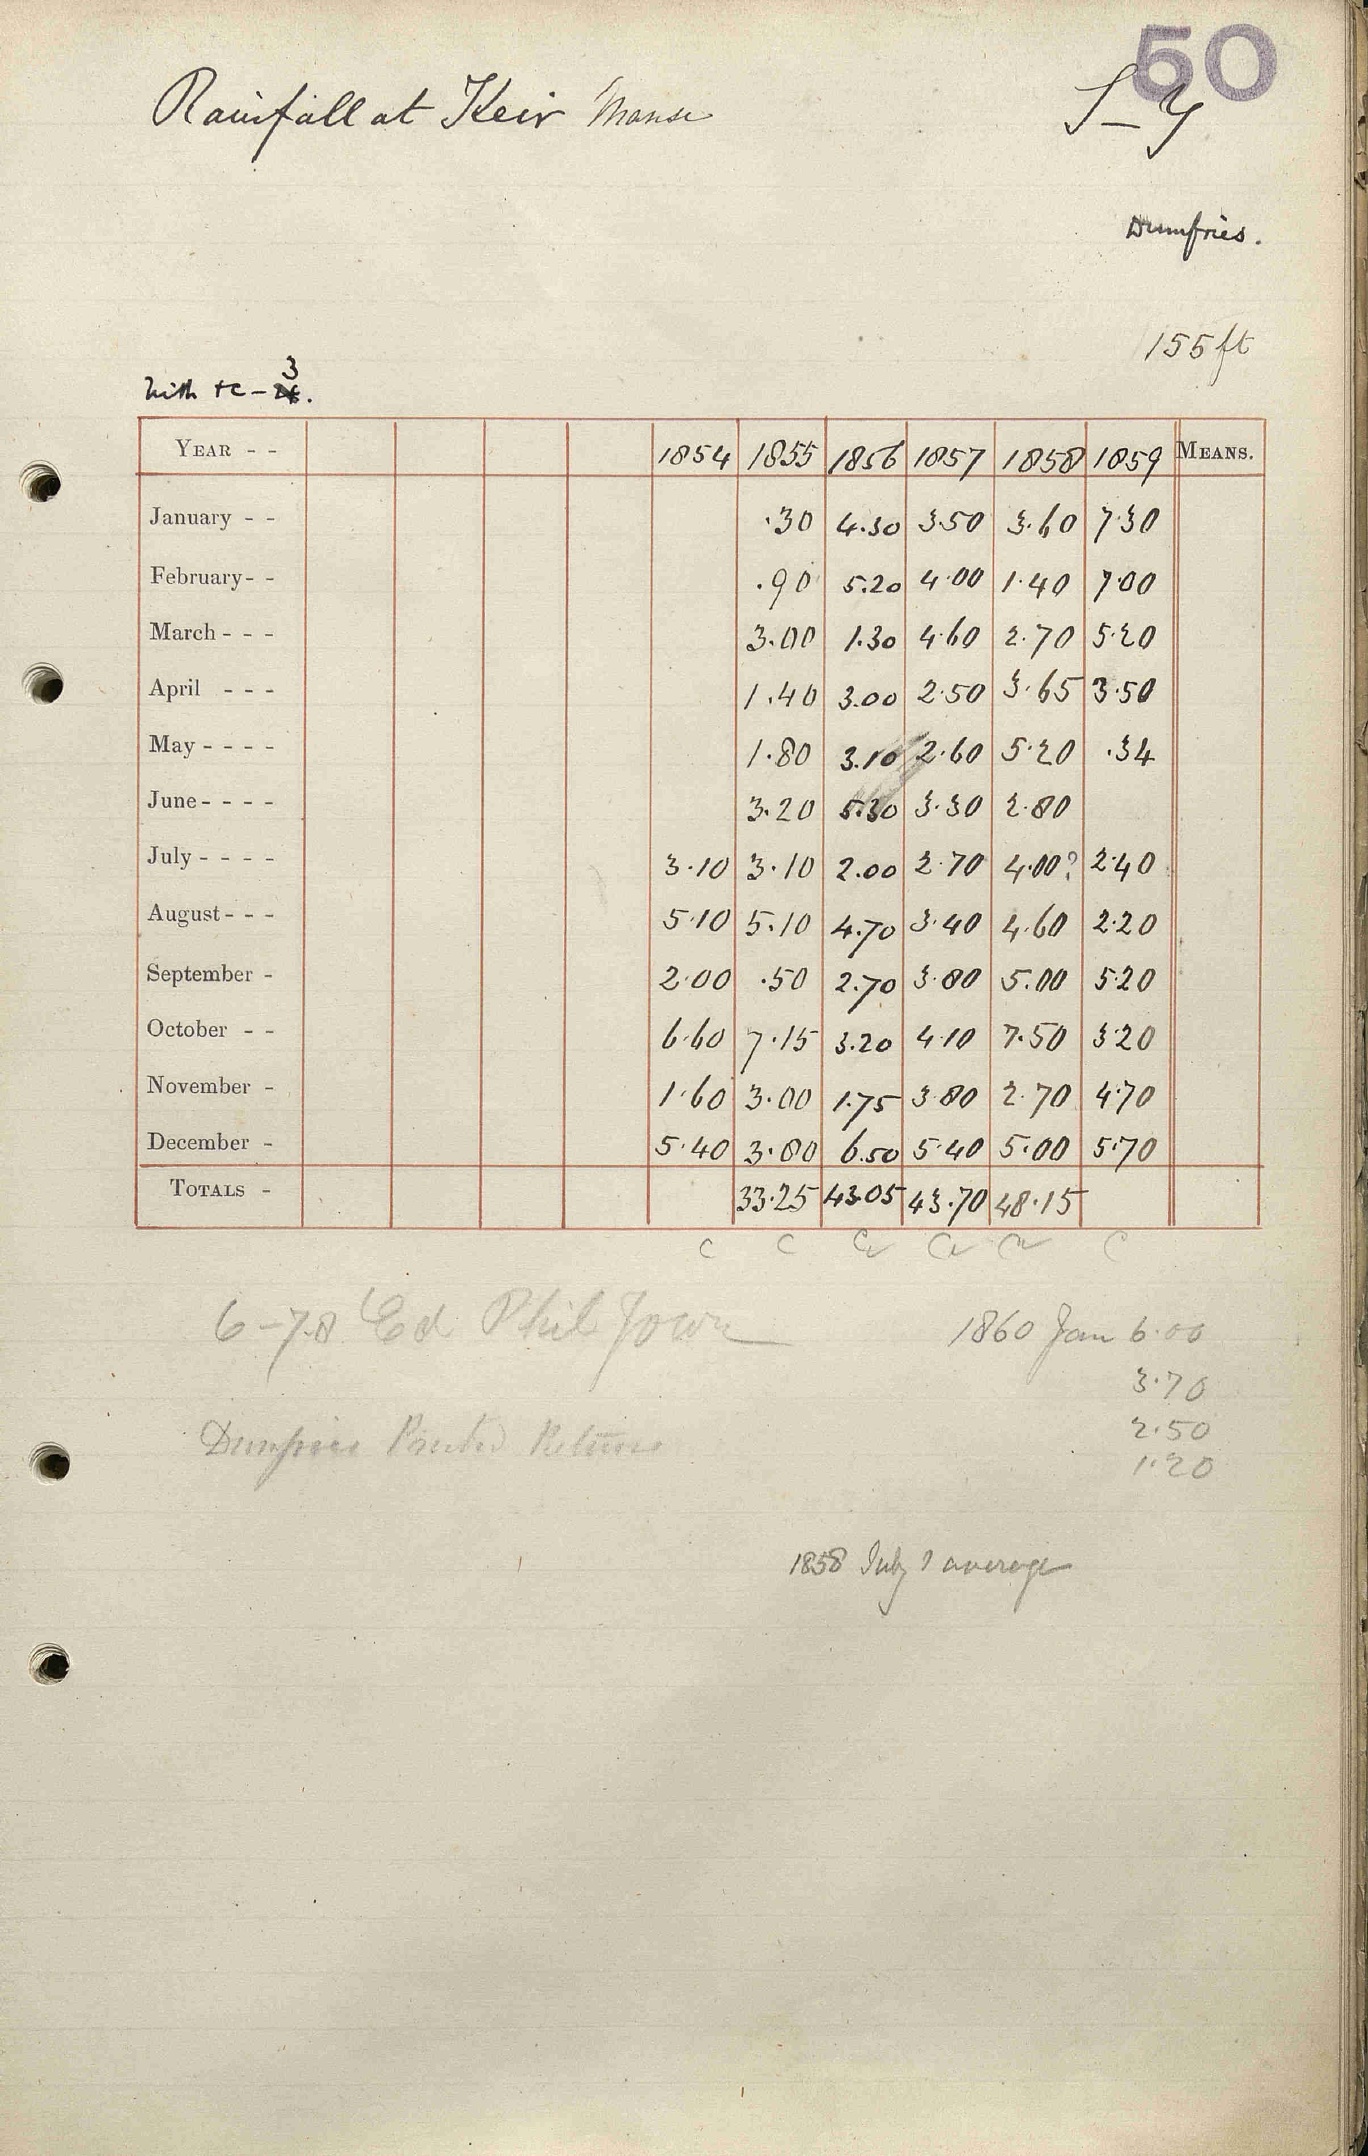 50
Rainfall at Keir Manse
Dumfries.
155 ft
3
Nith
YEAR - - 1854 1855 1856 1857 1858 1859 MEANS.
January - - .30 4.30 3.50 3.60 7.30
February - - .90 5.20 4.00 1.40 7.00
March - - - 3.00 1.30 4.60 2.70 5.20
April - - - 1.40 3.00 2.50 3.65 3.50
May - - - - 1.80 3.10 2.60 5.20 .34
June - - - - 3.20 5.30 3.30 2.80
July - - - - 3.10 3.10 2.00 2.70 4.00? 2.40
August - - - 5.10 5.10 4.70 3.40 4.60 2.20
September - 2.00 .50 2.70 3.80 5.00 5.20
October - - 6.60 7.15 3.20 4.10 7.50 3.20
November - 1.60 3.00 1.75 3.80 2.70 4.70
December - 5.40 3.80 6.50 5.40 5.00 5.70
TOTALS - 33.25 43.05 43.70 48.15
6-7-8 Ed Phil Journ
1860 Jan 6.00
3.70
2.50
1.20
Dumfries Printed Returns
1858 July ? average